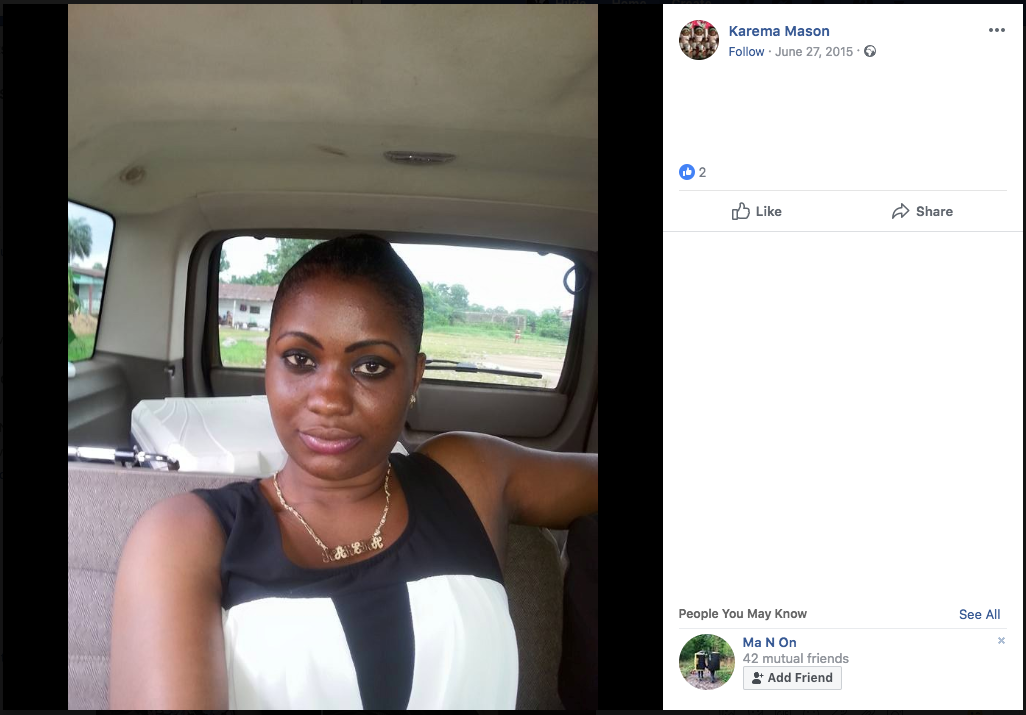 Karema Mason
Follow · June 27, 2015 ·
2
Like
Share
People You May Know
See All
Ma N On
42 mutual friends
Add Friend